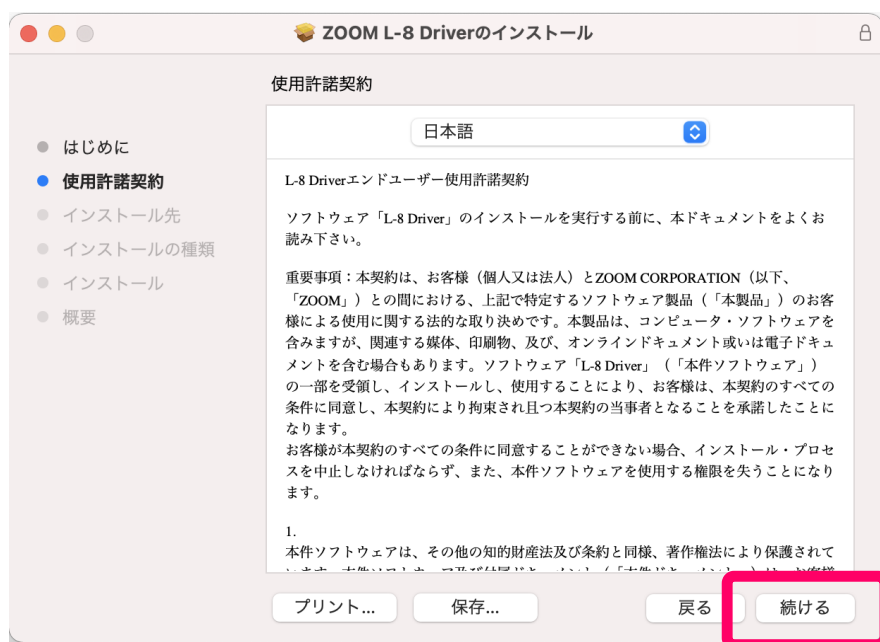 ZOOM L-8 Driverのインストール
使用許諾契約
日本語
はじめに
使用許諾契約
インストール先
インストールの種類
インストール
概要
L-8 Driverエンドユーザー使用許諾契約
ソフトウェア「L-8 Driver」のインストールを実行する前に、本ドキュメントをよくお
読み下さい。
重要事項：本契約は、お客様（個人又は法人）とZOOM CORPORATION（以下、
「ZOOM」）との間における、上記で特定するソフトウェア製品（「本製品」）のお客
様による使用に関する法的な取り決めです。本製品は、コンピュータ・ソフトウェアを
含みますが、関連する媒体、印刷物、及び、オンラインドキュメント或いは電子ドキュ
メントを含む場合もあります。ソフトウェア「L-8 Driver」（「本件ソフトウェア」）
の一部を受領し、インストールし、使用することにより、お客様は、本契約のすべての
条件に同意し、本契約により拘束され且つ本契約の当事者となることを承諾したことに
なります。
お客様が本契約のすべての条件に同意することができない場合、インストール・プロセ
スを中止しなければならず、また、本件ソフトウェアを使用する権限を失うことになり
ます。
1.
本件ソフトウェアは、その他の知的財産法及び条約と同様、著作権法により保護されて
プリント...
保存...
戻る
続ける